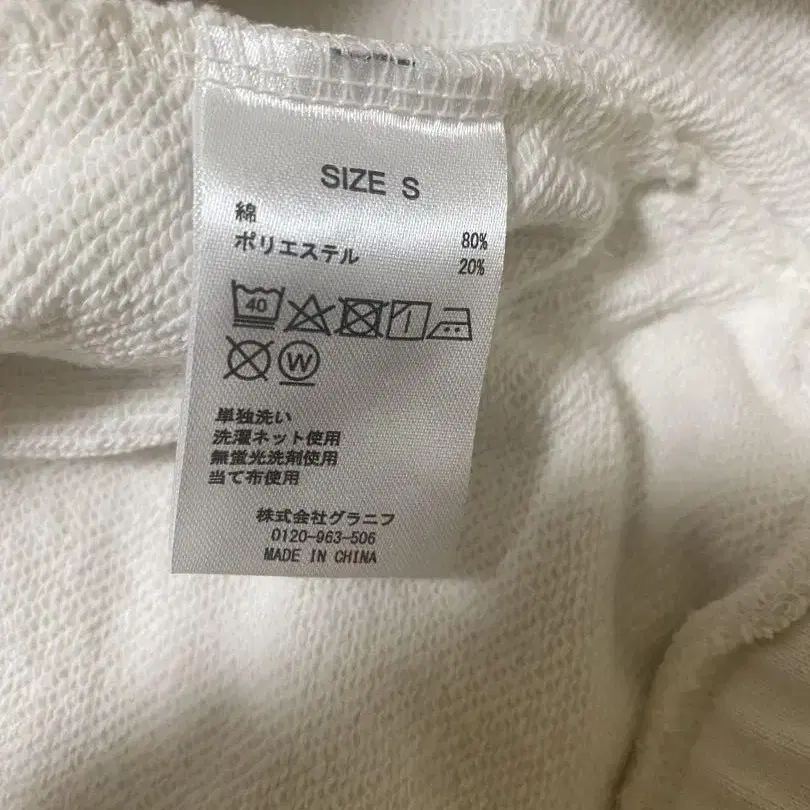 SIZE S
綿 80%
ポリエステル 20%
40
W
単独洗い
洗濯ネット使用
無蛍光洗剤使用
当て布使用
株式会社グラニフ
0120-963-506
MADE IN CHINA